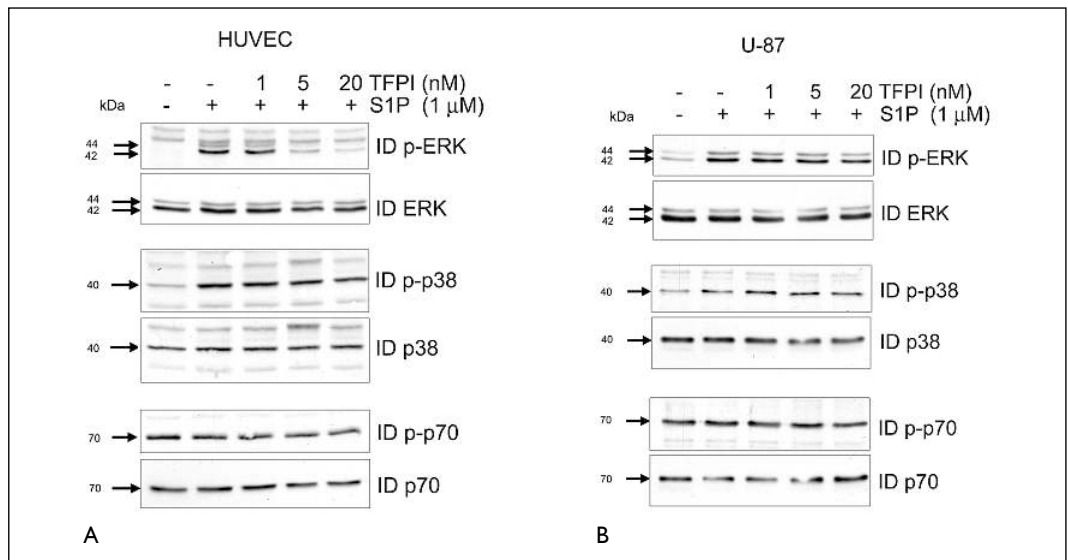 HUVEC
- - 1 5 20 TFPI (nM)
kDa - + + + + S1P (1 µM)
44
42
ID p-ERK
44
42
ID ERK
40 ID p-p38
40 ID p38
70 ID p-p70
70 ID p70
A
U-87
- - 1 5 20 TFPI (nM)
kDa - + + + + S1P (1 µM)
44
42
ID p-ERK
44
42
ID ERK
40 ID p-p38
40 ID p38
70 ID p-p70
70 ID p70
B